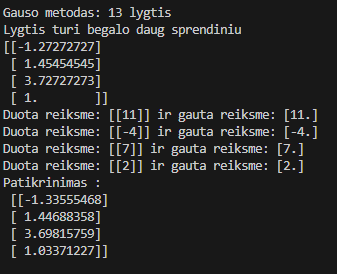 Gauso metodas: 13 lygtis
Lygtis turi begalo daug sprendiniu
[[-1.27272727]
 [ 1.45454545]
 [ 3.72727273]
 [ 1.        ]]
Duota reiksme: [[11]] ir gauta reiksme: [11.]
Duota reiksme: [[-4]] ir gauta reiksme: [-4.]
Duota reiksme: [[7]] ir gauta reiksme: [7.]
Duota reiksme: [[2]] ir gauta reiksme: [2.]
Patikrinimas :
 [[-1.33555468]
 [ 1.44688358]
 [ 3.69815759]
 [ 1.03371227]]